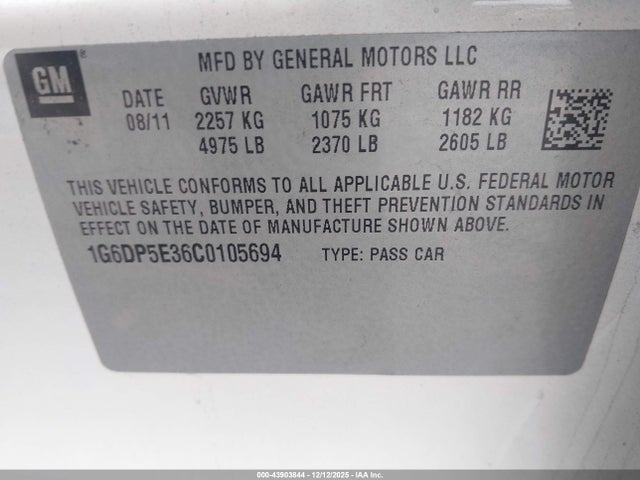 GM
MFD BY GENERAL MOTORS LLC
DATE GVWR GAWR FRT GAWR RR
08/11 2257 KG 1075 KG 1182 KG
4975 LB 2370 LB 2605 LB
THIS VEHICLE CONFORMS TO ALL APPLICABLE U.S. FEDERAL MOTOR
VEHICLE SAFETY, BUMPER, AND THEFT PREVENTION STANDARDS IN
EFFECT ON THE DATE OF MANUFACTURE SHOWN ABOVE.
1G6DP5E36C0105694 TYPE: PASS CAR
000-43903844 - 12/12/2025 - IAA Inc.